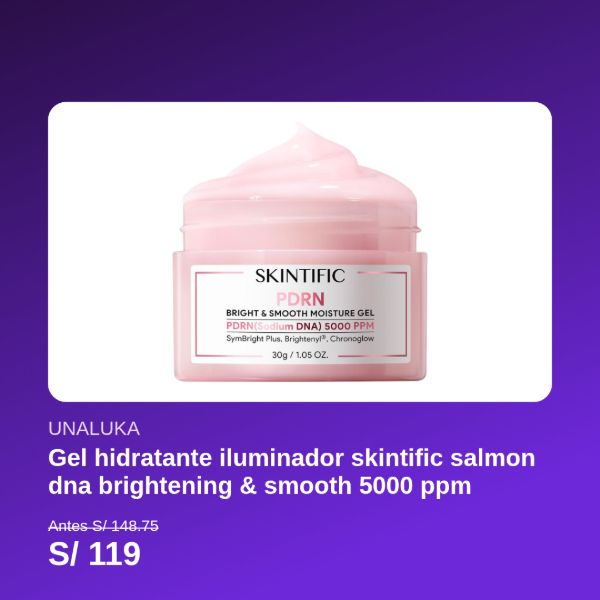 SKINTIFIC
PDRN
BRIGHT & SMOOTH MOISTURE GEL
PDRN(Sodium DNA) 5000 PPM
SymBright Plus, Brightenyl®, Chronoglow
30g / 1.05 OZ.
UNALUKA
Gel hidratante iluminador skintific salmon
dna brightening & smooth 5000 ppm
Antes S/ 148.75
S/ 119